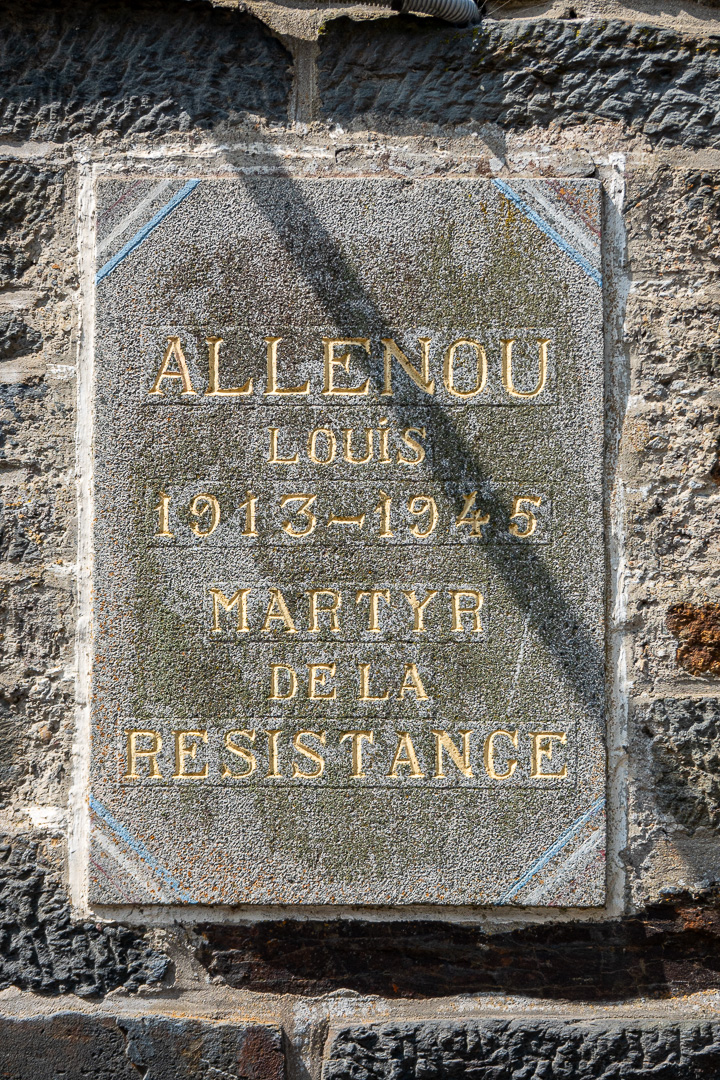 ALLENOU
LOUIS
1913-1945
MARTYR
DE LA
RESISTANCE